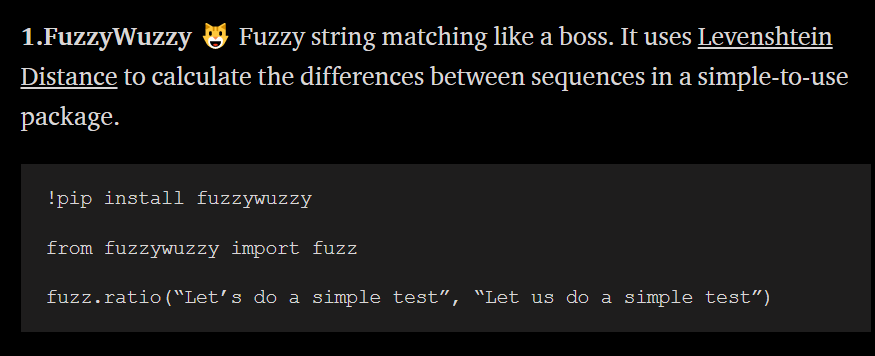 1.FuzzyWuzzy 😺 Fuzzy string matching like a boss. It uses Levenshtein
Distance to calculate the differences between sequences in a simple-to-use
package.
!pip install fuzzywuzzy
from fuzzywuzzy import fuzz
fuzz.ratio(“Let’s do a simple test”, “Let us do a simple test”)